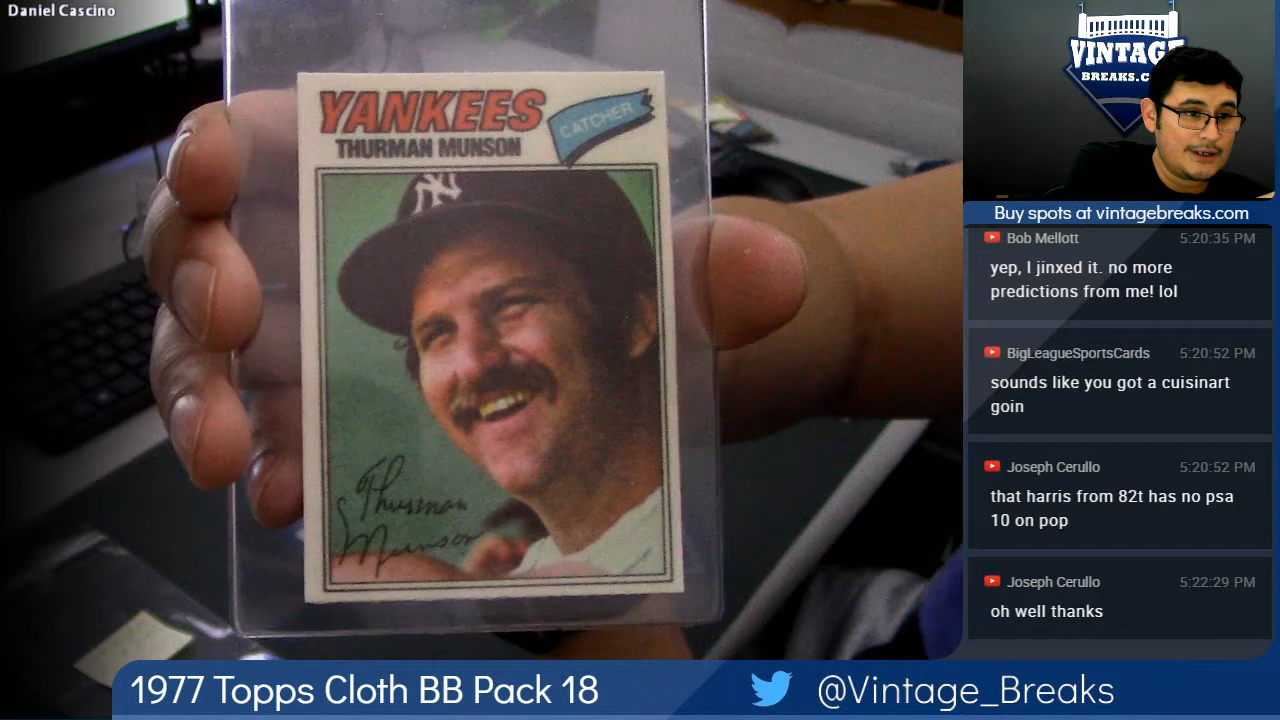 Daniel Cascino
YANKEES
CATCHER
THURMAN MUNSON
NY
Thurman
Munson
VINTAGE
BREAKS.C
Buy spots at vintagebreaks.com
Bob Mellott 5:20:35 PM
yep, I jinxed it. no more
predictions from me! lol
BigLeagueSportsCards 5:20:52 PM
sounds like you got a cuisinart
goin
Joseph Cerullo 5:20:52 PM
that harris from 82t has no psa
10 on pop
Joseph Cerullo 5:22:29 PM
oh well thanks
1977 Topps Cloth BB Pack 18
@Vintage_Breaks